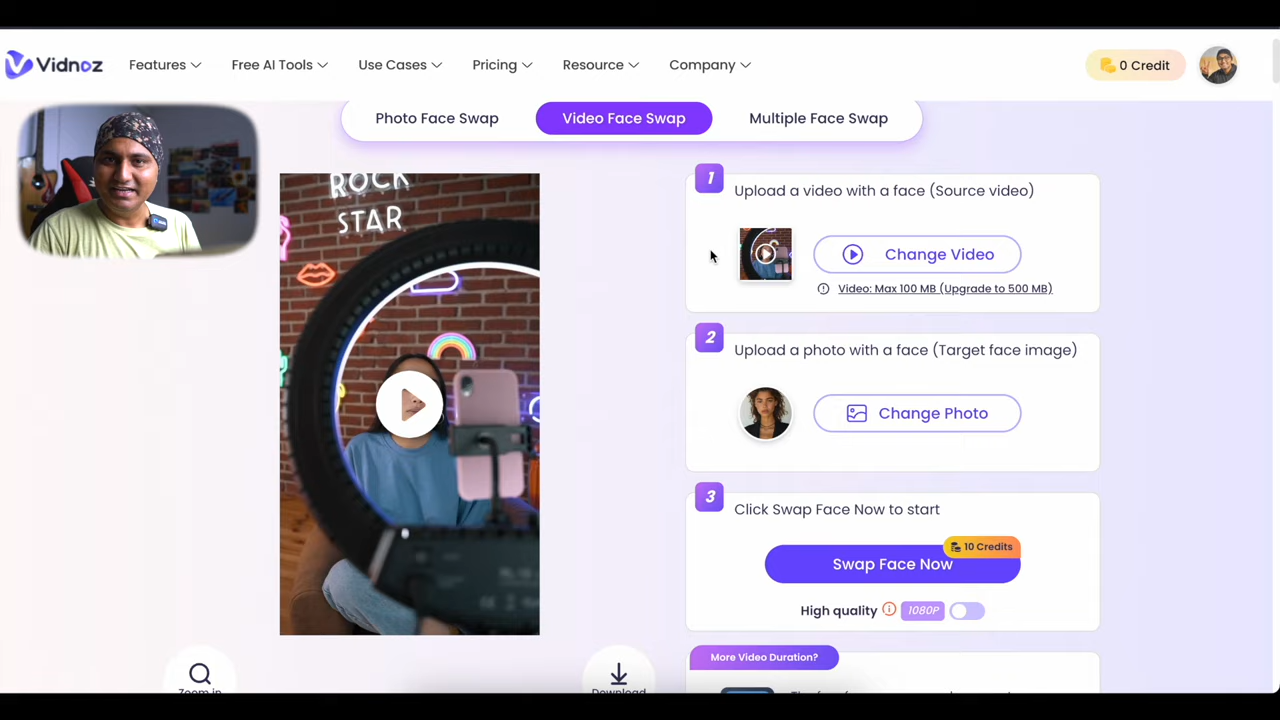 Vidnoz
Features
Free AI Tools
Use Cases
Pricing
Resource
Company
0 Credit
Photo Face Swap
Video Face Swap
Multiple Face Swap
ROCK
STAR
1
Upload a video with a face (Source video)
Change Video
Video: Max 100 MB (Upgrade to 500 MB)
2
Upload a photo with a face (Target face image)
Change Photo
3
Click Swap Face Now to start
10 Credits
Swap Face Now
High quality
1080P
More Video Duration?
Zoom in
Download